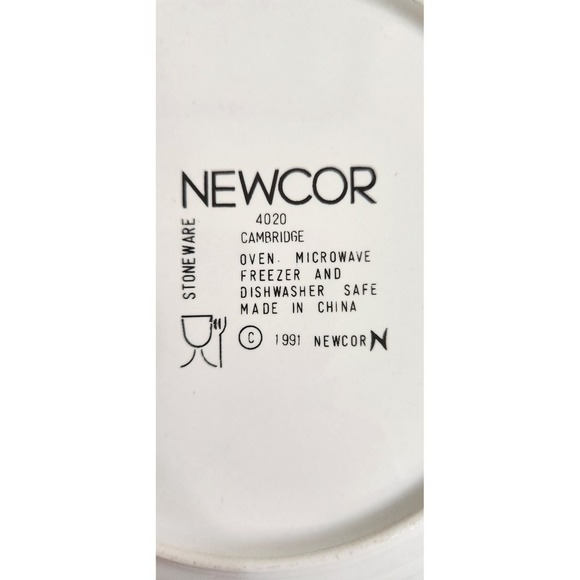 NEWCOR
4020
CAMBRIDGE
STONEWARE
OVEN. MICROWAVE
FREEZER AND
DISHWASHER SAFE
MADE IN CHINA
© 1991 NEWCOR N